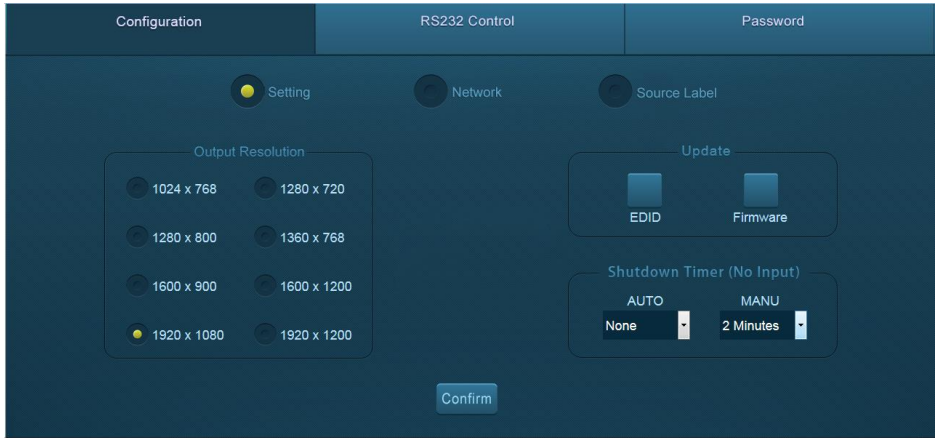 Configuration RS232 Control Password
Setting Network Source Label
Output Resolution
1024 x 768 1280 x 720
1280 x 800 1360 x 768
1600 x 900 1600 x 1200
1920 x 1080 1920 x 1200
Update
EDID Firmware
Shutdown Timer (No Input)
AUTO MANU
None 2 Minutes
Confirm